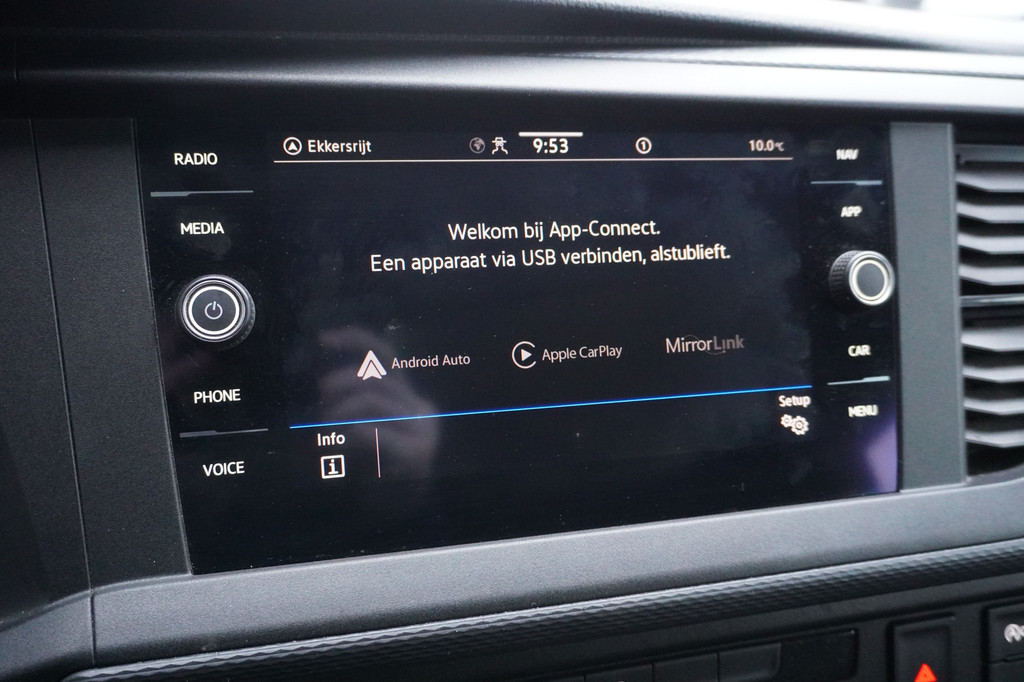 RADIO
MEDIA
PHONE
VOICE
Ekkersrijt
9:53
1
10.0°C
Welkom bij App-Connect.
Een apparaat via USB verbinden, alstublieft.
Android Auto
Apple CarPlay
MirrorLink
Info
i
Setup
NAV
APP
CAR
MENU